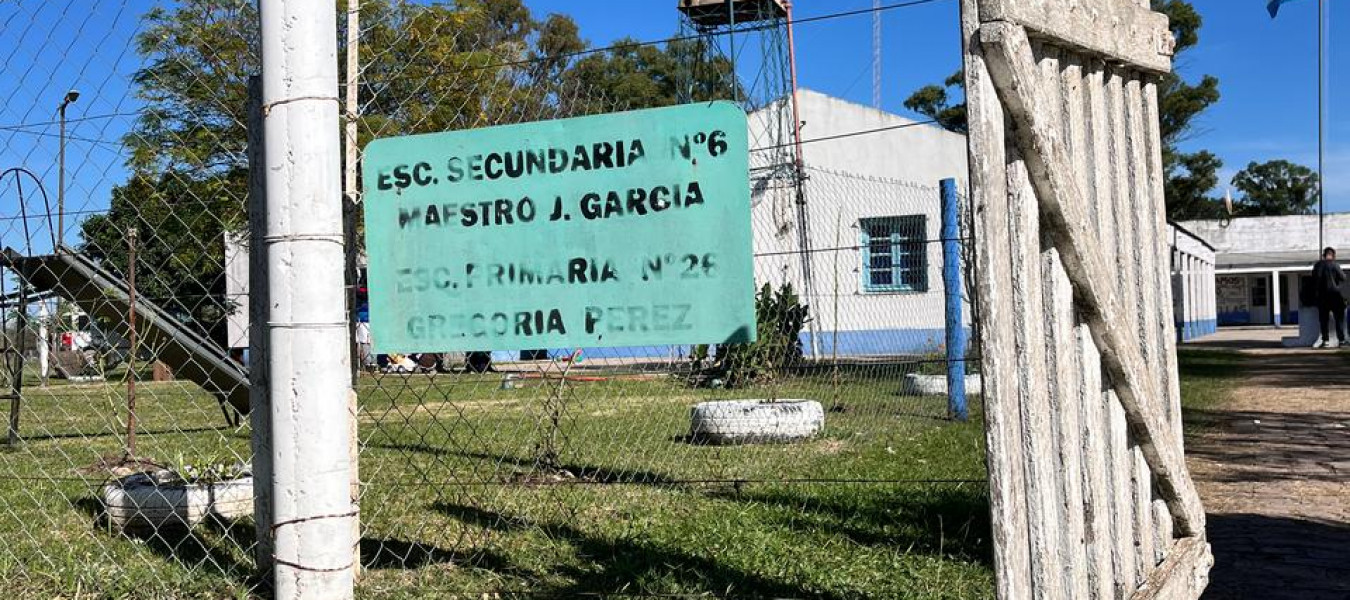 ESC. SECUNDARIA Nº6
MAESTRO J. GARCIA
ESC. PRIMARIA Nº26
GREGORIA PEREZ